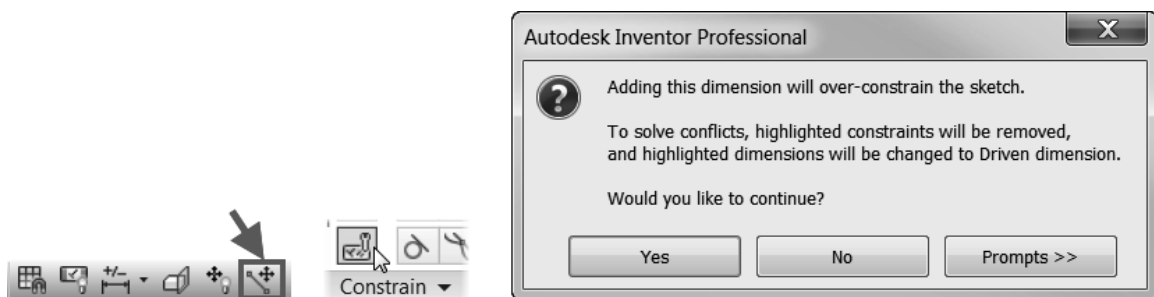 Autodesk Inventor Professional
X
Adding this dimension will over-constrain the sketch.
To solve conflicts, highlighted constraints will be removed,
and highlighted dimensions will be changed to Driven dimension.
Would you like to continue?
Yes
No
Prompts >>
+/-
Constrain